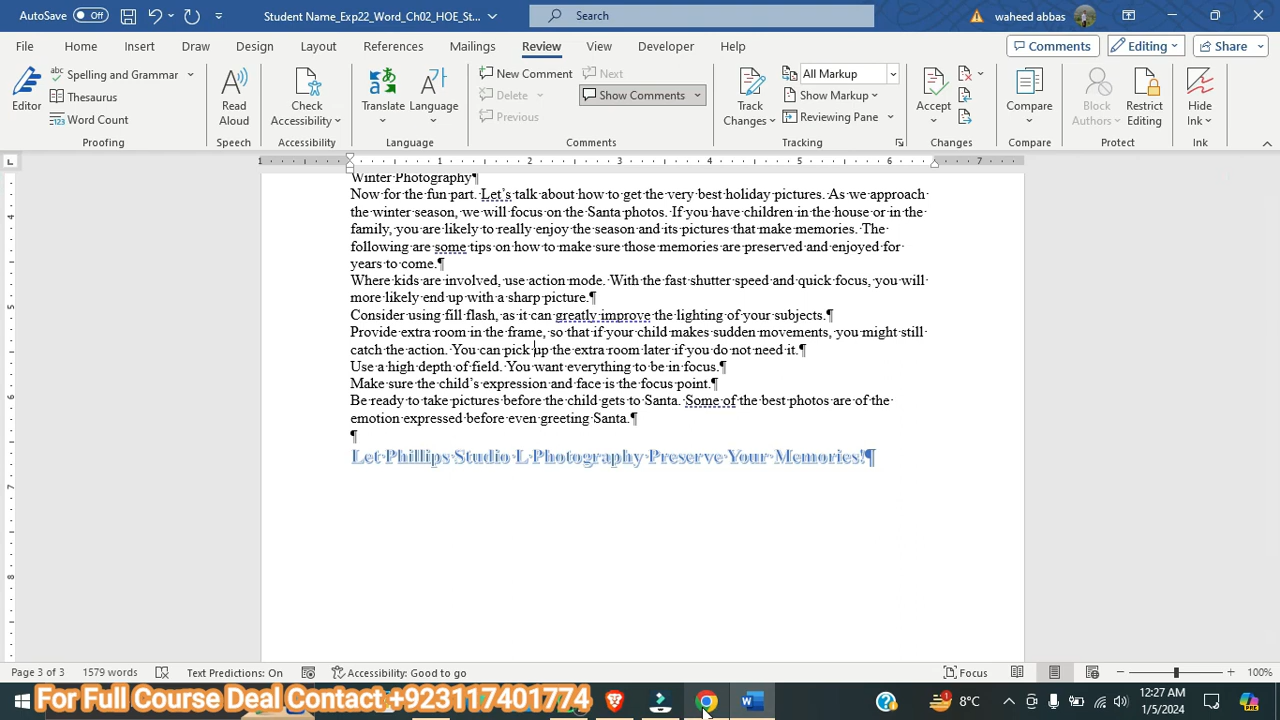 AutoSave Off Student Name_Exp22_Word_Ch02_HOE_St... Search waheed abbas
File Home Insert Draw Design Layout References Mailings Review View Developer Help Comments Editing Share
Editor
Spelling and Grammar
Thesaurus
Word Count
Proofing
Read Aloud
Speech
Check Accessibility
Accessibility
Translate
Language
Language
New Comment
Delete
Previous
Next
Show Comments
Comments
Track Changes
All Markup
Show Markup
Reviewing Pane
Tracking
Accept
Changes
Compare
Compare
Block Authors
Restrict Editing
Protect
Hide Ink
Ink
1 1 2 3 4 5 6 7
Winter Photography¶
Now for the fun part. Let's talk about how to get the very best holiday pictures. As we approach
the winter season, we will focus on the Santa photos. If you have children in the house or in the
family, you are likely to really enjoy the season and its pictures that make memories. The
following are some tips on how to make sure those memories are preserved and enjoyed for
years to come.¶
Where kids are involved, use action mode. With the fast shutter speed and quick focus, you will
more likely end up with a sharp picture.¶
Consider using fill flash, as it can greatly improve the lighting of your subjects.¶
Provide extra room in the frame, so that if your child makes sudden movements, you might still
catch the action. You can pick up the extra room later if you do not need it.¶
Use a high depth of field. You want everything to be in focus.¶
Make sure the child's expression and face is the focus point.¶
Be ready to take pictures before the child gets to Santa. Some of the best photos are of the
emotion expressed before even greeting Santa.¶
¶
Let Phillips Studio L Photography Preserve Your Memories!¶
4
5
6
7
8
Page 3 of 3 1579 words Text Predictions: On Accessibility: Good to go Focus 100%
For Full Course Deal Contact +923117401774
8°C
12:27 AM
1/5/2024